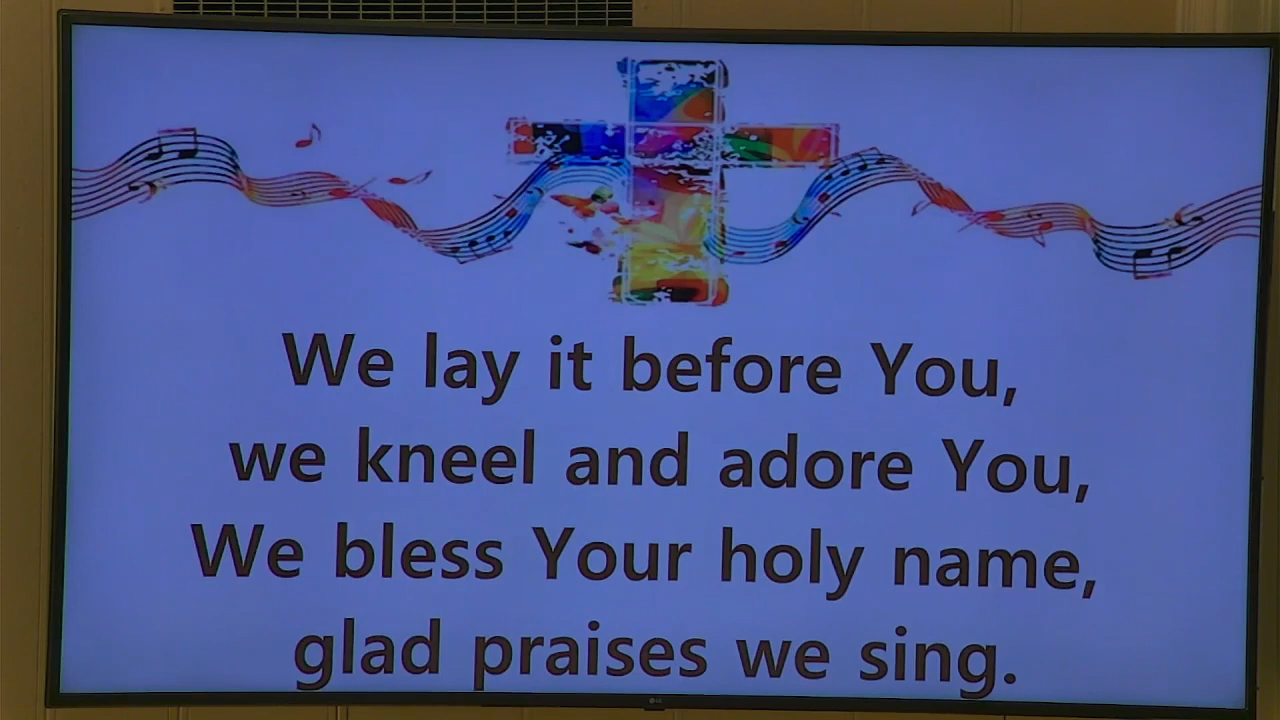 We lay it before You,
we kneel and adore You,
We bless Your holy name,
glad praises we sing.